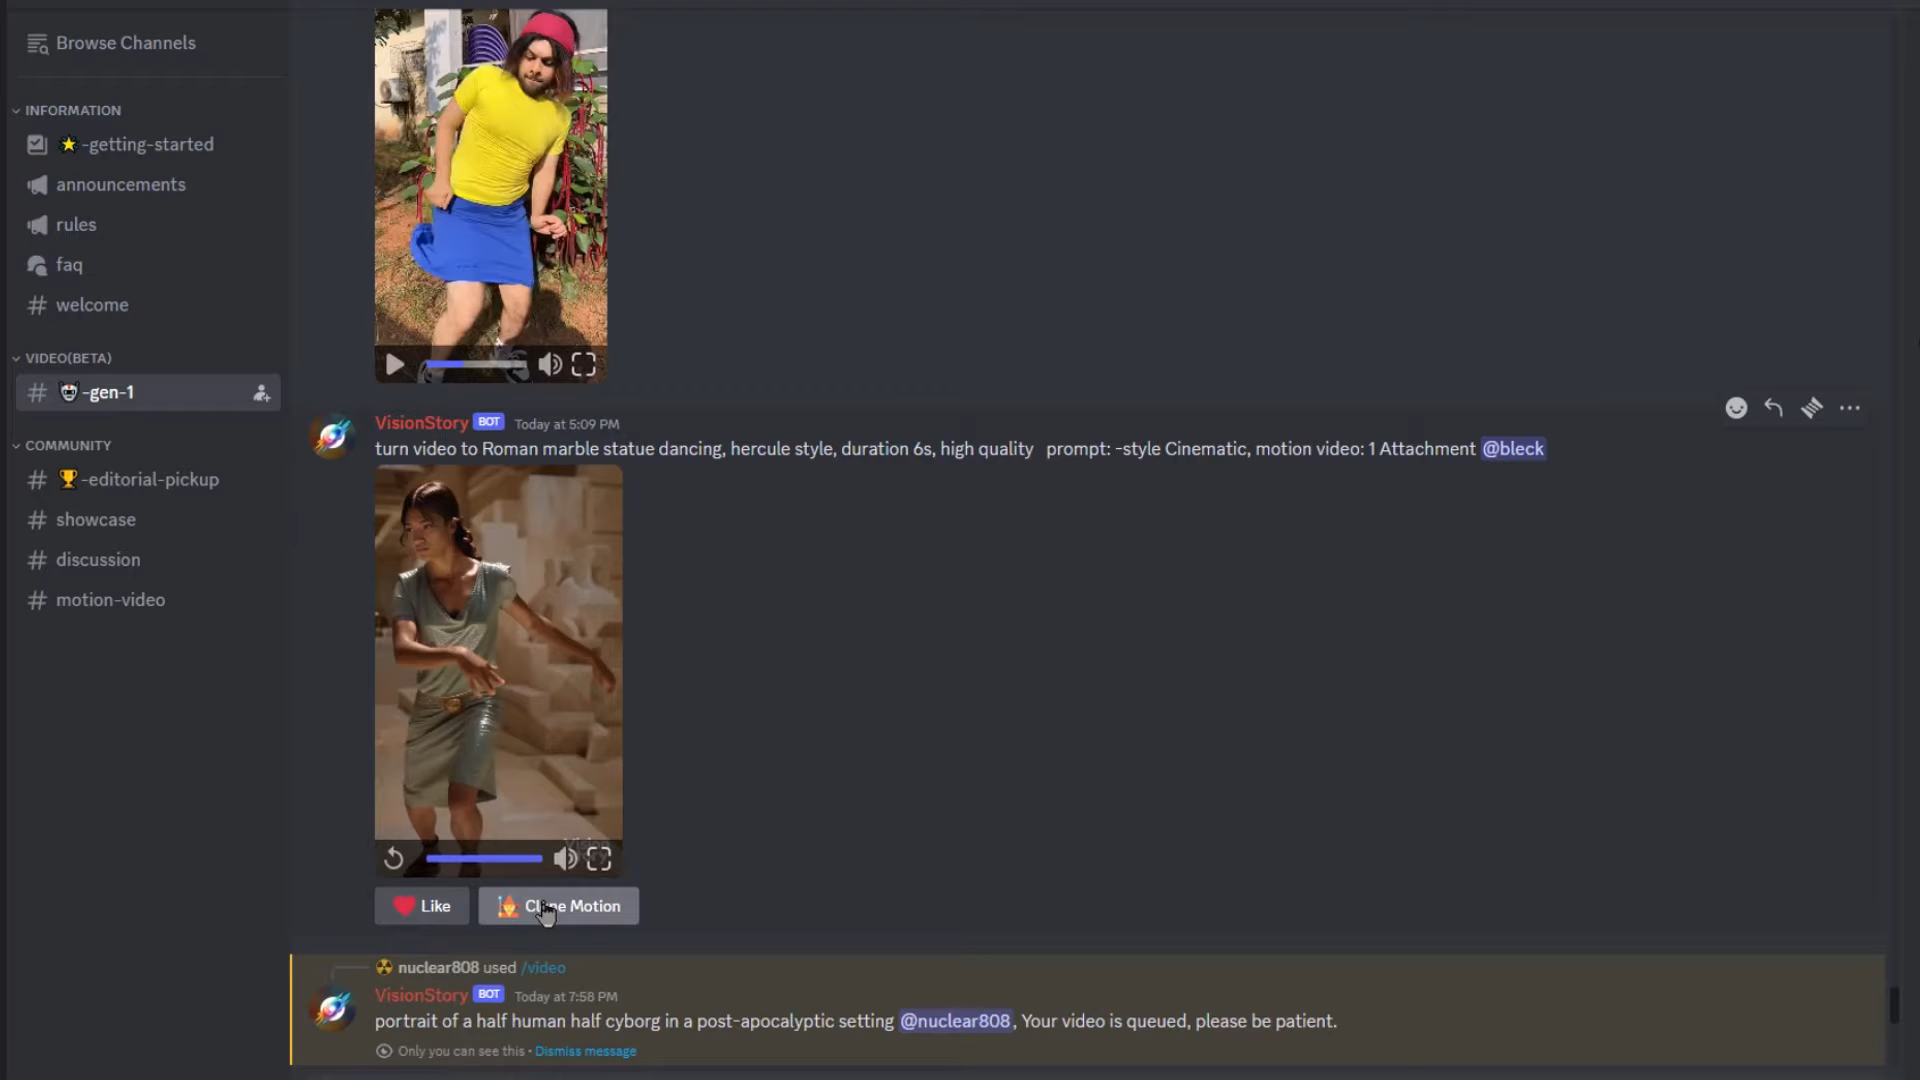 Browse Channels
INFORMATION
-getting-started
announcements
rules
faq
welcome
VIDEO(BETA)
-gen-1
COMMUNITY
-editorial-pickup
showcase
discussion
motion-video
VisionStory BOT Today at 5:09 PM
turn video to Roman marble statue dancing, hercule style, duration 6s, high quality prompt: -style Cinematic, motion video: 1 Attachment @bleck
Vision
Like
Clone Motion
nuclear808 used /video
VisionStory BOT Today at 7:58 PM
portrait of a half human half cyborg in a post-apocalyptic setting @nuclear808, Your video is queued, please be patient.
Only you can see this • Dismiss message